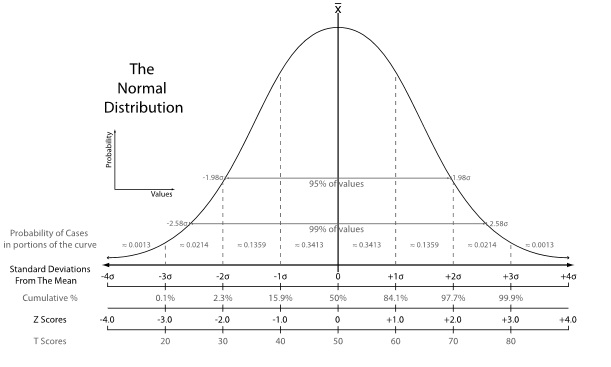 x̄
The
Normal
Distribution
Probability
Values
-1.98σ 95% of values 1.98σ
-2.58σ 99% of values 2.58σ
Probability of Cases
in portions of the curve
≈ 0.0013 ≈ 0.0214 ≈ 0.1359 ≈ 0.3413 ≈ 0.3413 ≈ 0.1359 ≈ 0.0214 ≈ 0.0013
Standard Deviations
From The Mean
-4σ -3σ -2σ -1σ 0 +1σ +2σ +3σ +4σ
Cumulative % 0.1% 2.3% 15.9% 50% 84.1% 97.7% 99.9%
Z Scores -4.0 -3.0 -2.0 -1.0 0 +1.0 +2.0 +3.0 +4.0
T Scores 20 30 40 50 60 70 80